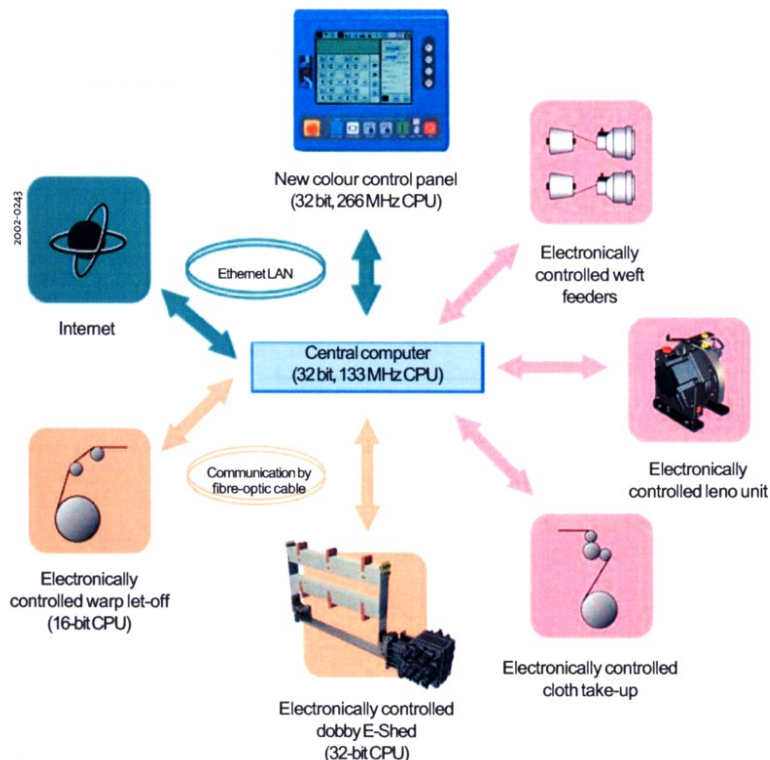 New colour control panel
(32 bit, 266 MHz CPU)
2002-0243
Ethernet LAN
Internet
Electronically
controlled weft
feeders
Central computer
(32 bit, 133 MHz CPU)
Communication by
fibre-optic cable
Electronically
controlled leno unit
Electronically
controlled warp let-off
(16-bit CPU)
Electronically controlled
cloth take-up
Electronically controlled
dobby E-Shed
(32-bit CPU)